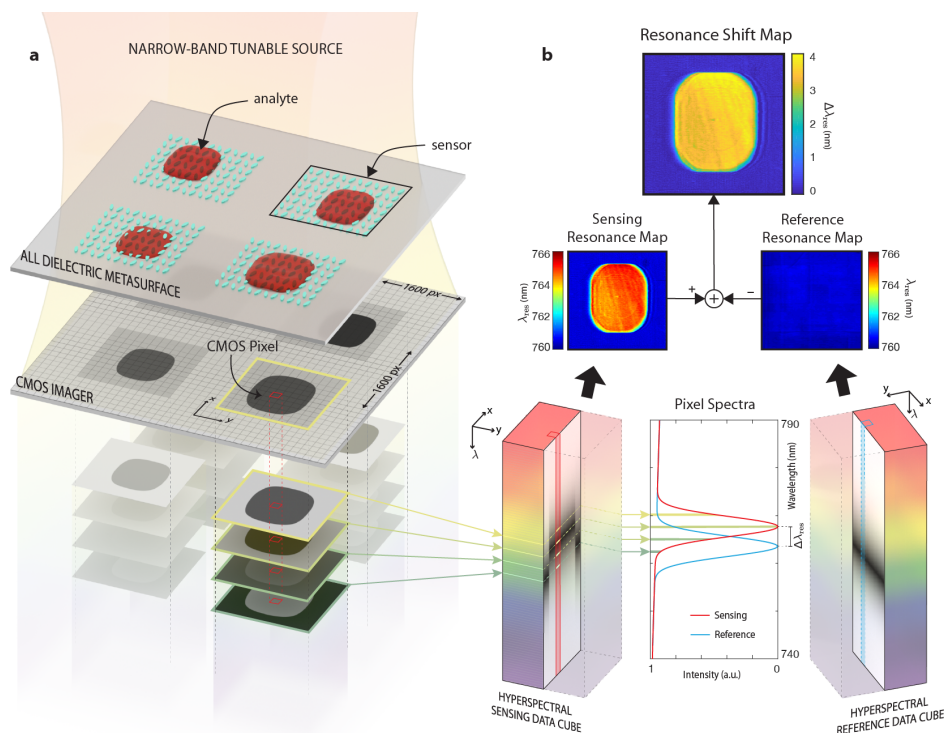 a
NARROW-BAND TUNABLE SOURCE
analyte
sensor
ALL DIELECTRIC METASURFACE
1600 px
CMOS Pixel
1600 px
CMOS IMAGER
x
y
b
Resonance Shift Map
4
3
2
1
0
Δλres (nm)
Sensing
Resonance Map
766
764
762
760
λres (nm)
+
+
−
Reference
Resonance Map
766
764
762
760
λres (nm)
x
y
λ
Pixel Spectra
790
Wavelength (nm)
Δλres
740
Sensing
Reference
1
0
Intensity (a.u.)
y
x
λ
HYPERSPECTRAL
SENSING DATA CUBE
HYPERSPECTRAL
REFERENCE DATA CUBE